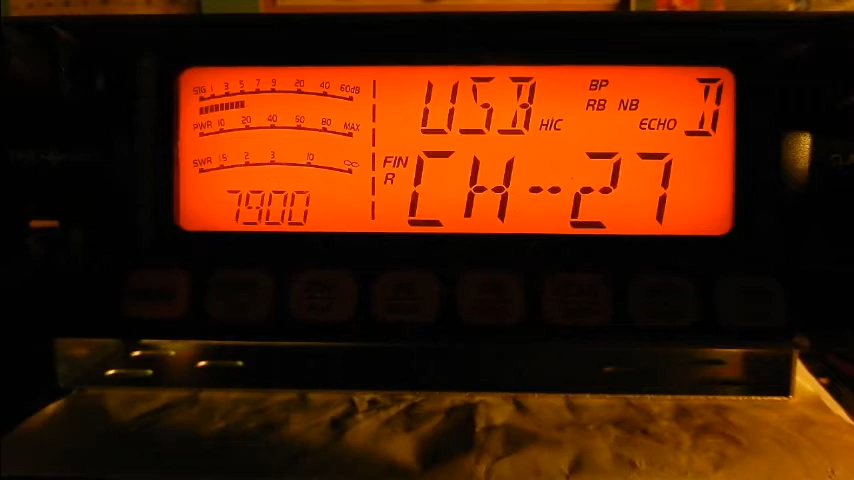 SIG 1 3 5 7 9 20 40 60dB
PWR 10 20 40 50 80 MAX
SWR 1.5 2 3 10 ∞
7900
USB HIC
BP
RB NB
ECHO D
FIN
R
CH--27